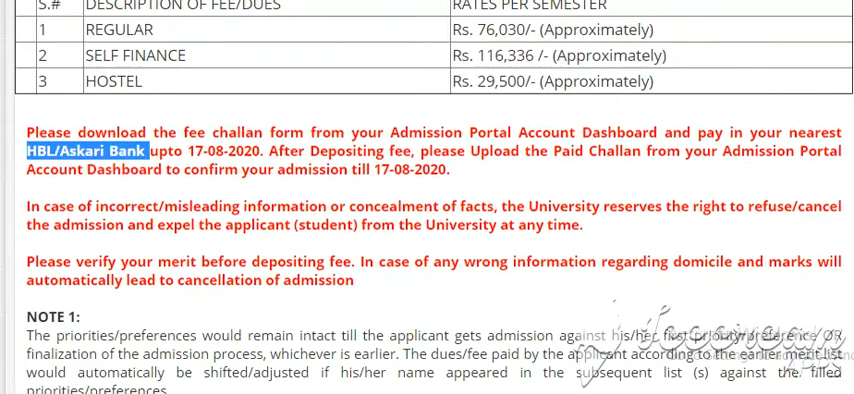 S.# DESCRIPTION OF FEE/DUES RATES PER SEMESTER
1 REGULAR Rs. 76,030/- (Approximately)
2 SELF FINANCE Rs. 116,336 /- (Approximately)
3 HOSTEL Rs. 29,500/- (Approximately)
Please download the fee challan form from your Admission Portal Account Dashboard and pay in your nearest
HBL/Askari Bank upto 17-08-2020. After Depositing fee, please Upload the Paid Challan from your Admission Portal
Account Dashboard to confirm your admission till 17-08-2020.
In case of incorrect/misleading information or concealment of facts, the University reserves the right to refuse/cancel
the admission and expel the applicant (student) from the University at any time.
Please verify your merit before depositing fee. In case of any wrong information regarding domicile and marks will
automatically lead to cancellation of admission
NOTE 1:
The priorities/preferences would remain intact till the applicant gets admission against his/her first priority/preference OR
finalization of the admission process, whichever is earlier. The dues/fee paid by the applicant according to the earlier merit list
would automatically be shifted/adjusted if his/her name appeared in the subsequent list (s) against the filled
priorities/preferences.